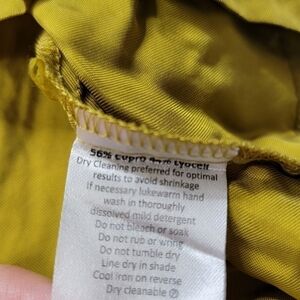 56% Cupro 44% Lyocell
Dry Cleaning preferred for optimal
results to avoid shrinkage
If necessary lukewarm hand
wash in thoroughly
dissolved mild detergent
Do not bleach or soak
Do not rub or wring
Do not tumble dry
Line dry in shade
Cool iron on reverse
Dry cleanable Ⓟ